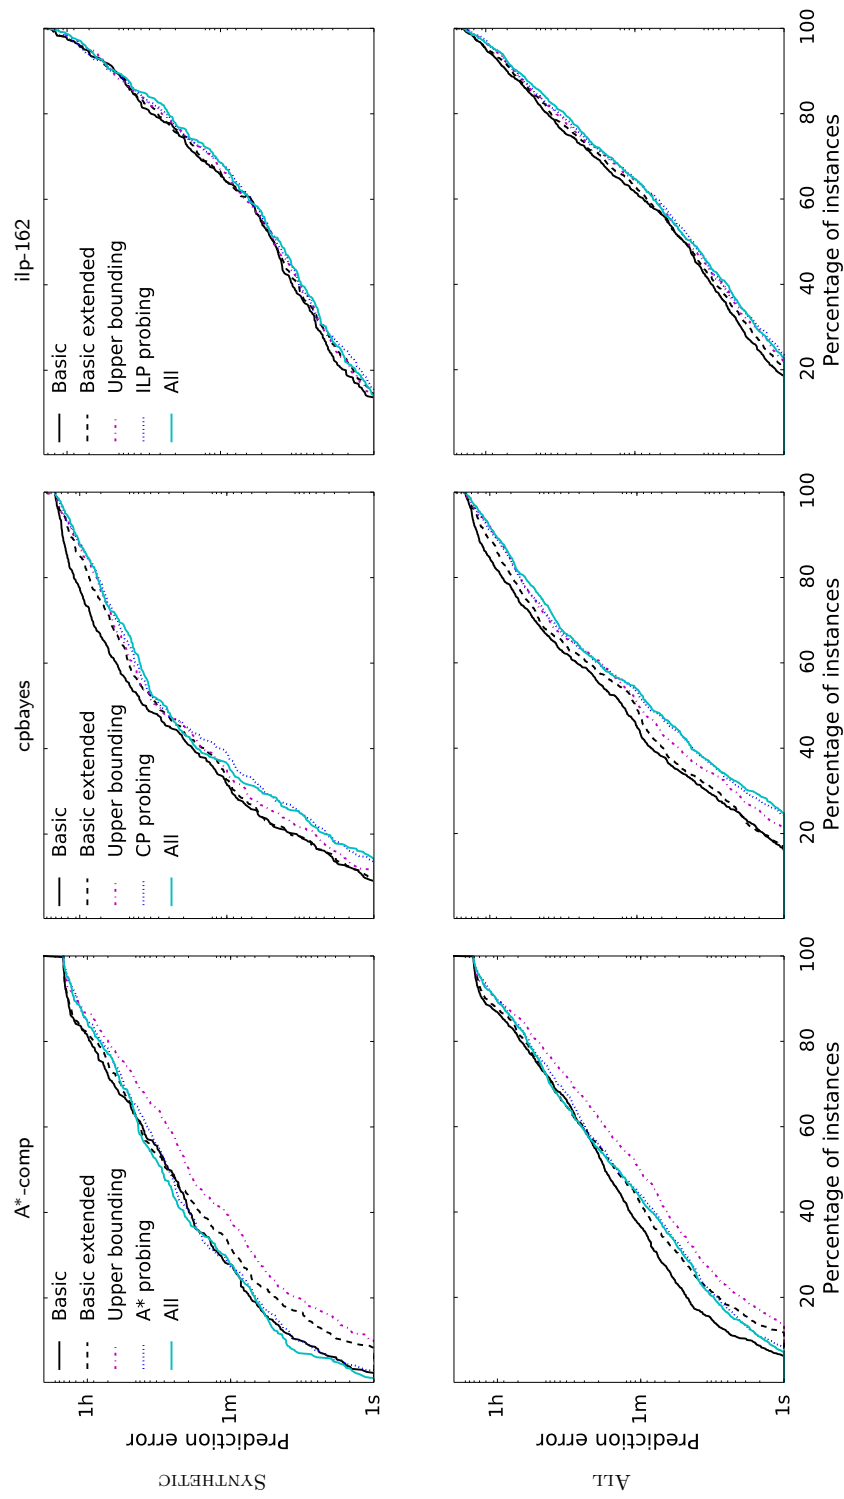 A*-comp
cpbayes
ilp-162
SYNTHETIC
Prediction error
1h
1m
1s
Basic
Basic extended
Upper bounding
A* probing
All
Basic
Basic extended
Upper bounding
CP probing
All
Basic
Basic extended
Upper bounding
ILP probing
All
ALL
Prediction error
1h
1m
1s
20 40 60 80 100
Percentage of instances
20 40 60 80 100
Percentage of instances
20 40 60 80 100
Percentage of instances